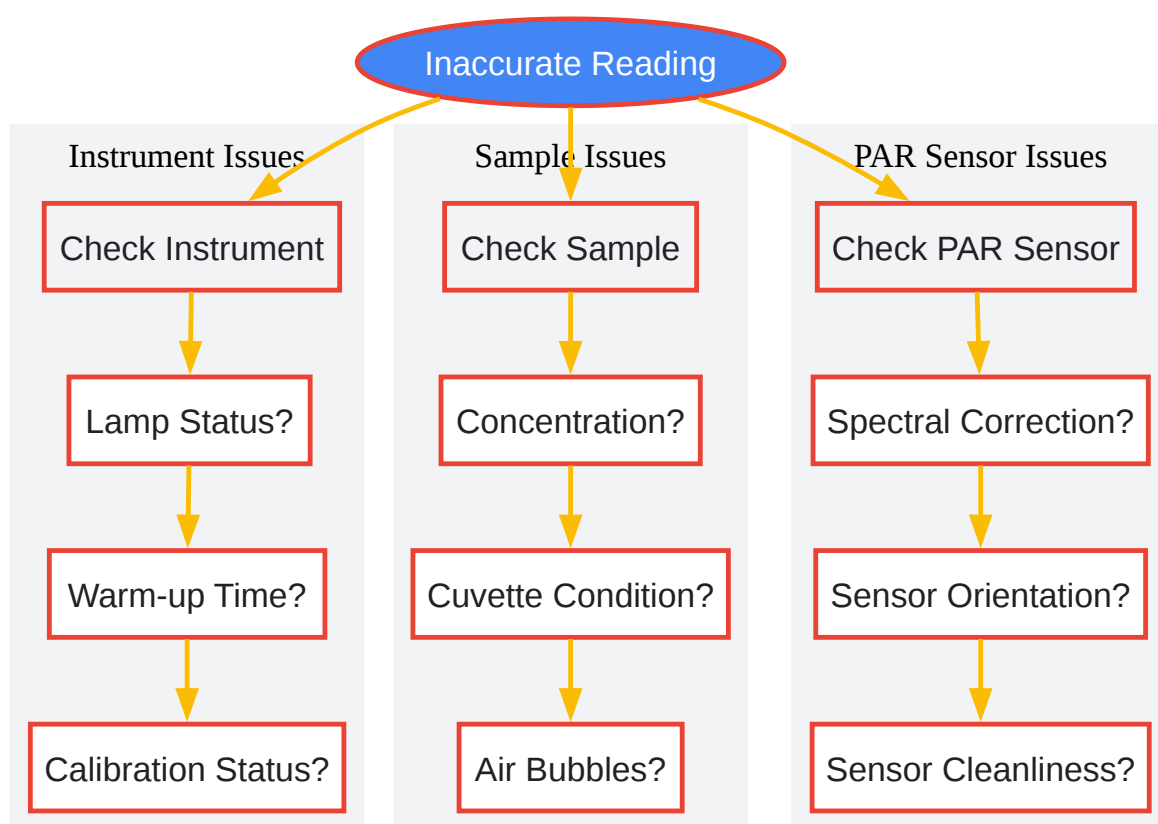 Inaccurate Reading
Instrument Issues
Sample Issues
PAR Sensor Issues
Check Instrument
Check Sample
Check PAR Sensor
Lamp Status?
Concentration?
Spectral Correction?
Warm-up Time?
Cuvette Condition?
Sensor Orientation?
Calibration Status?
Air Bubbles?
Sensor Cleanliness?